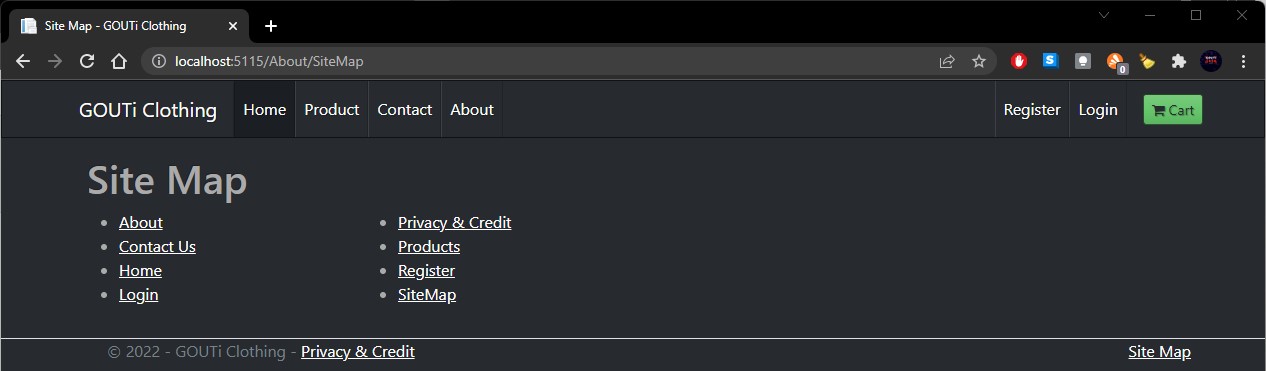 Site Map - GOUTi Clothing
localhost:5115/About/SiteMap
0
GOUTi Clothing Home Product Contact About Register Login Cart
Site Map
About
Contact Us
Home
Login
Privacy & Credit
Products
Register
SiteMap
© 2022 - GOUTi Clothing - Privacy & Credit Site Map